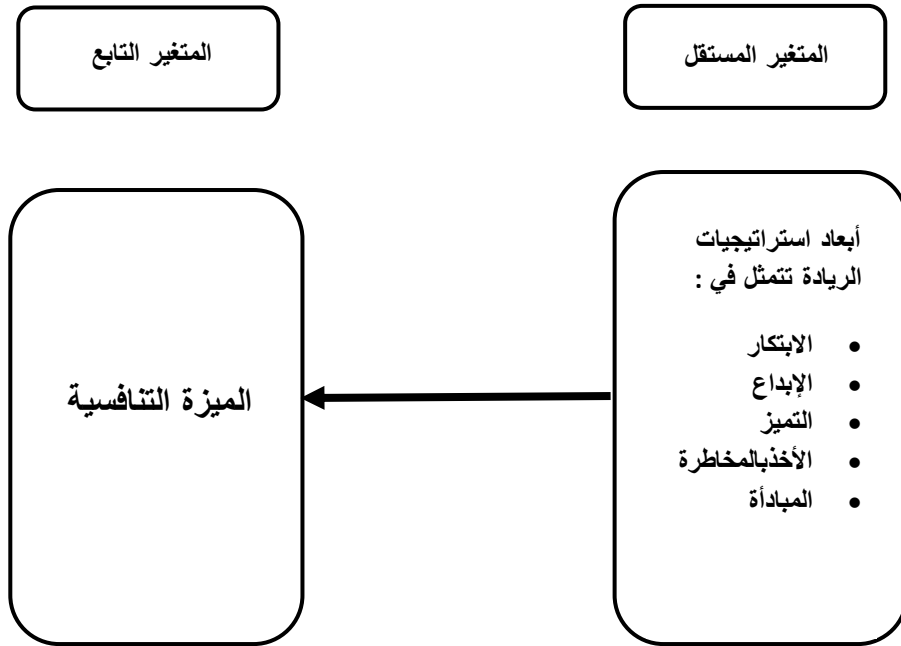 المتغير المستقل
المتغير التابع
أبعاد استراتيجيات
الريادة تتمثل في :
• الابتكار
• الإبداع
• التميز
• الأخذبالمخاطرة
• المبادأة
الميزة التنافسية